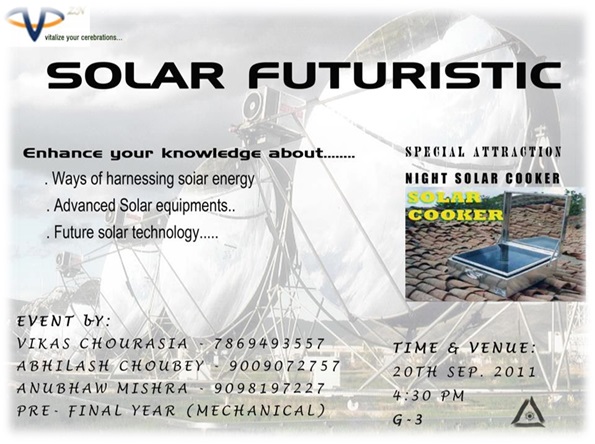 vitalize your cerebrations...
SOLAR FUTURISTIC
Enhance your knowledge about........
. Ways of harnessing soiar energy
. Advanced Solar equipments..
. Future solar technology.....
SPECIAL ATTRACTION
NIGHT SOLAR COOKER
SOLAR
COOKER
EVENT by:
VIKAS CHOURASIA - 7869493557
ABHILASH CHOUBEY - 9009072757
ANUBHAW MISHRA - 9098197227
PRE- FINAL YEAR (MECHANICAL)
TIME & VENUE:
20TH SEP. 2011
4:30 PM
G-3